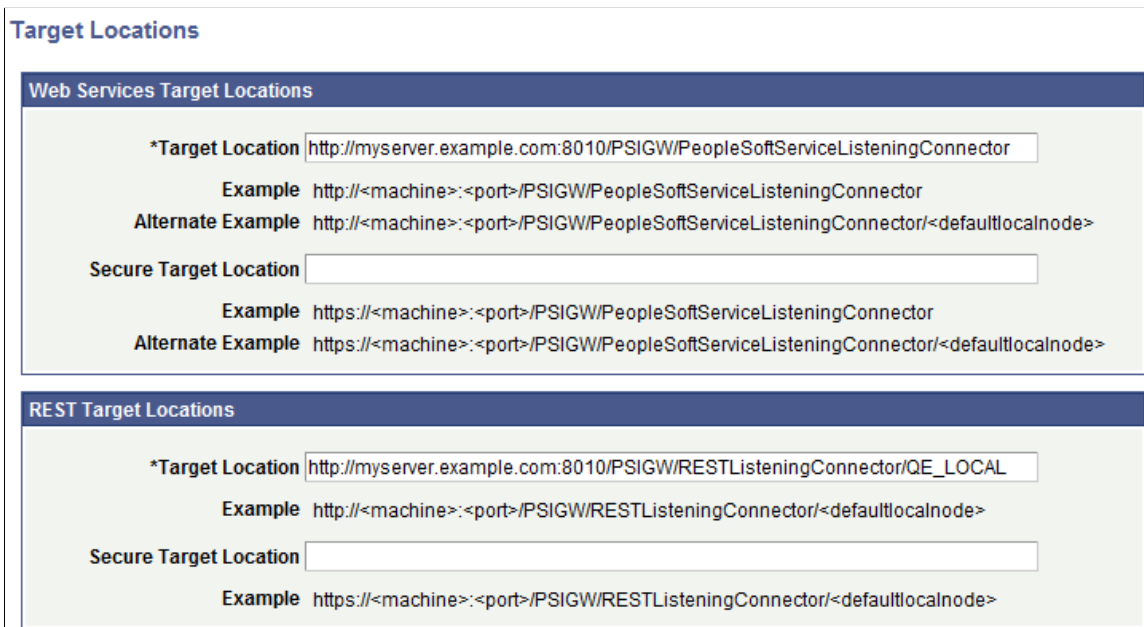 Target Locations
Web Services Target Locations
*Target Location http://myserver.example.com:8010/PSIGW/PeopleSoftServiceListeningConnector
Example http://<machine>:<port>/PSIGW/PeopleSoftServiceListeningConnector
Alternate Example http://<machine>:<port>/PSIGW/PeopleSoftServiceListeningConnector/<defaultlocalnode>
Secure Target Location
Example https://<machine>:<port>/PSIGW/PeopleSoftServiceListeningConnector
Alternate Example https://<machine>:<port>/PSIGW/PeopleSoftServiceListeningConnector/<defaultlocalnode>
REST Target Locations
*Target Location http://myserver.example.com:8010/PSIGW/RESTListeningConnector/QE_LOCAL
Example http://<machine>:<port>/PSIGW/RESTListeningConnector/<defaultlocalnode>
Secure Target Location
Example https://<machine>:<port>/PSIGW/RESTListeningConnector/<defaultlocalnode>